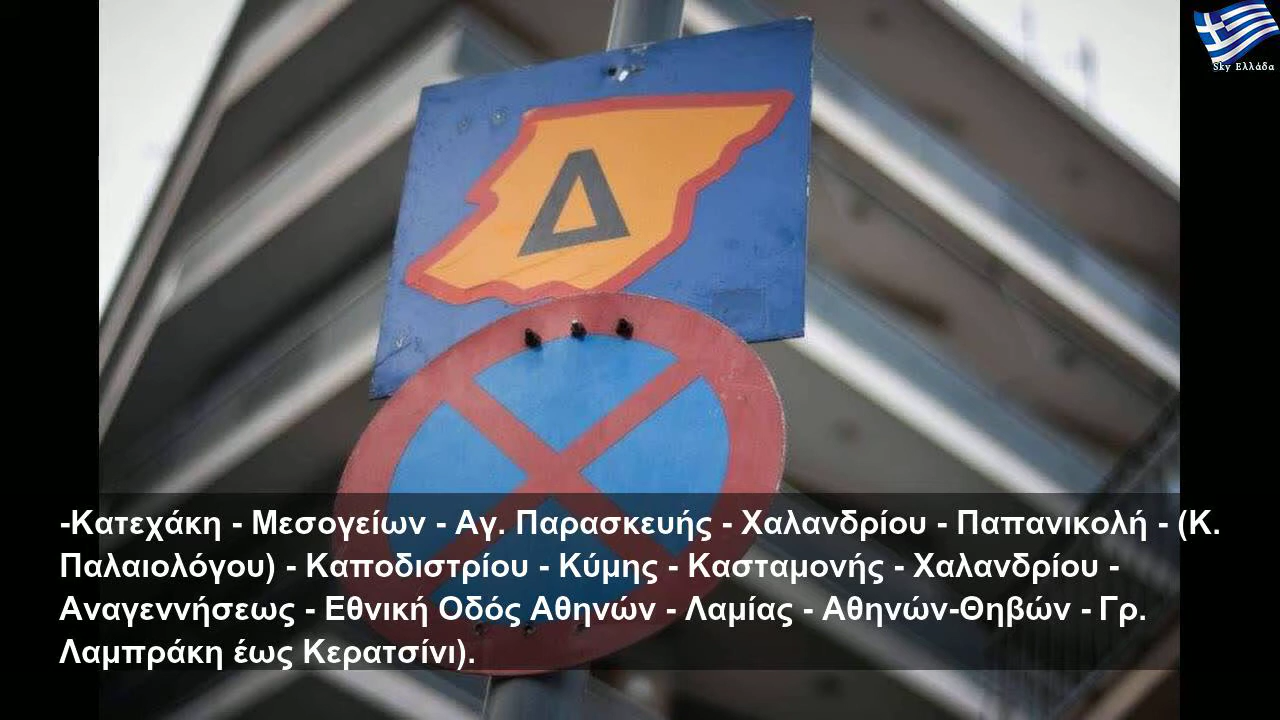 Sky Ελλάδα
Δ
-Κατεχάκη - Μεσογείων - Αγ. Παρασκευής - Χαλανδρίου - Παπανικολή - (Κ.
Παλαιολόγου) - Καποδιστρίου - Κύμης - Κασταμονής - Χαλανδρίου -
Αναγεννήσεως - Εθνική Οδός Αθηνών - Λαμίας - Αθηνών-Θηβών - Γρ.
Λαμπράκη έως Κερατσίνι).